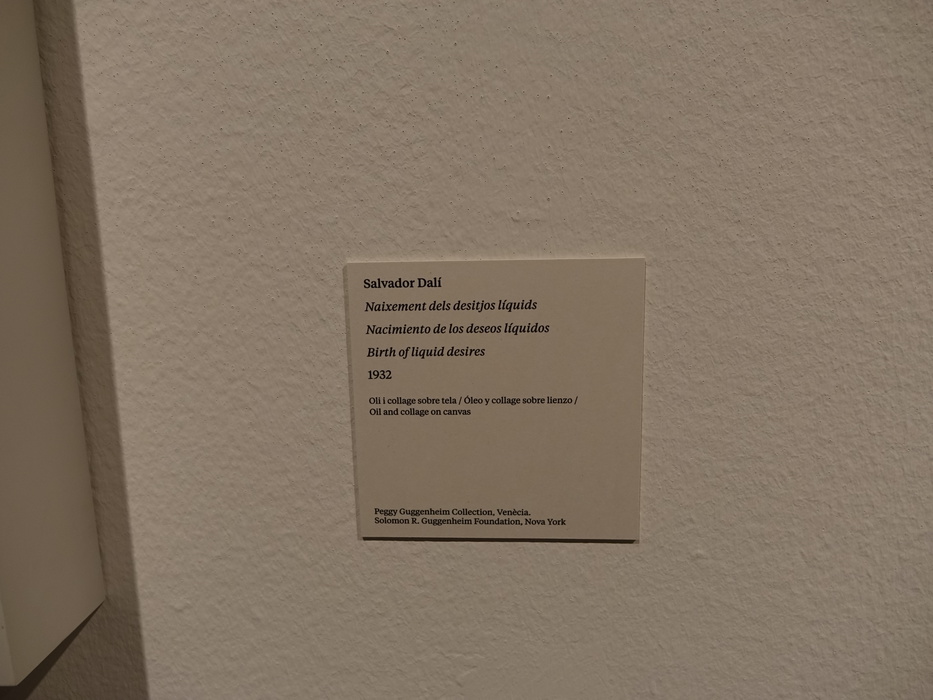 Salvador Dalí
Naixement dels desitjos líquids
Nacimiento de los deseos líquidos
Birth of liquid desires
1932
Oli i collage sobre tela / Óleo y collage sobre lienzo /
Oil and collage on canvas
Peggy Guggenheim Collection, Venècia.
Solomon R. Guggenheim Foundation, Nova York